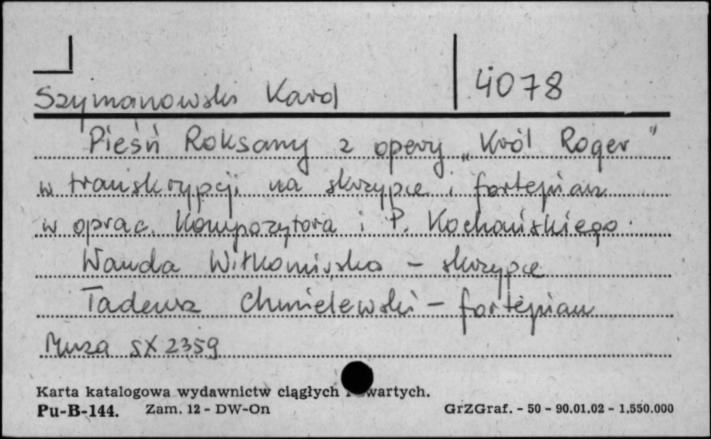 Szymanowski Karol 4078
Pieśń Roksany z opery „Król Roger"
w transkrypcji na skrzypce i fortepian
w oprac. Kompozytora i P. Kochańskiego.
Wanda Wiłkomirska – skrzypce
Tadeusz Chmielewski – fortepian
Muza SX 2359
Karta katalogowa wydawnictw ciągłych i wartych.
Pu-B-144. Zam. 12 - DW-On GrZGraf. - 50 - 90.01.02 - 1.550.000